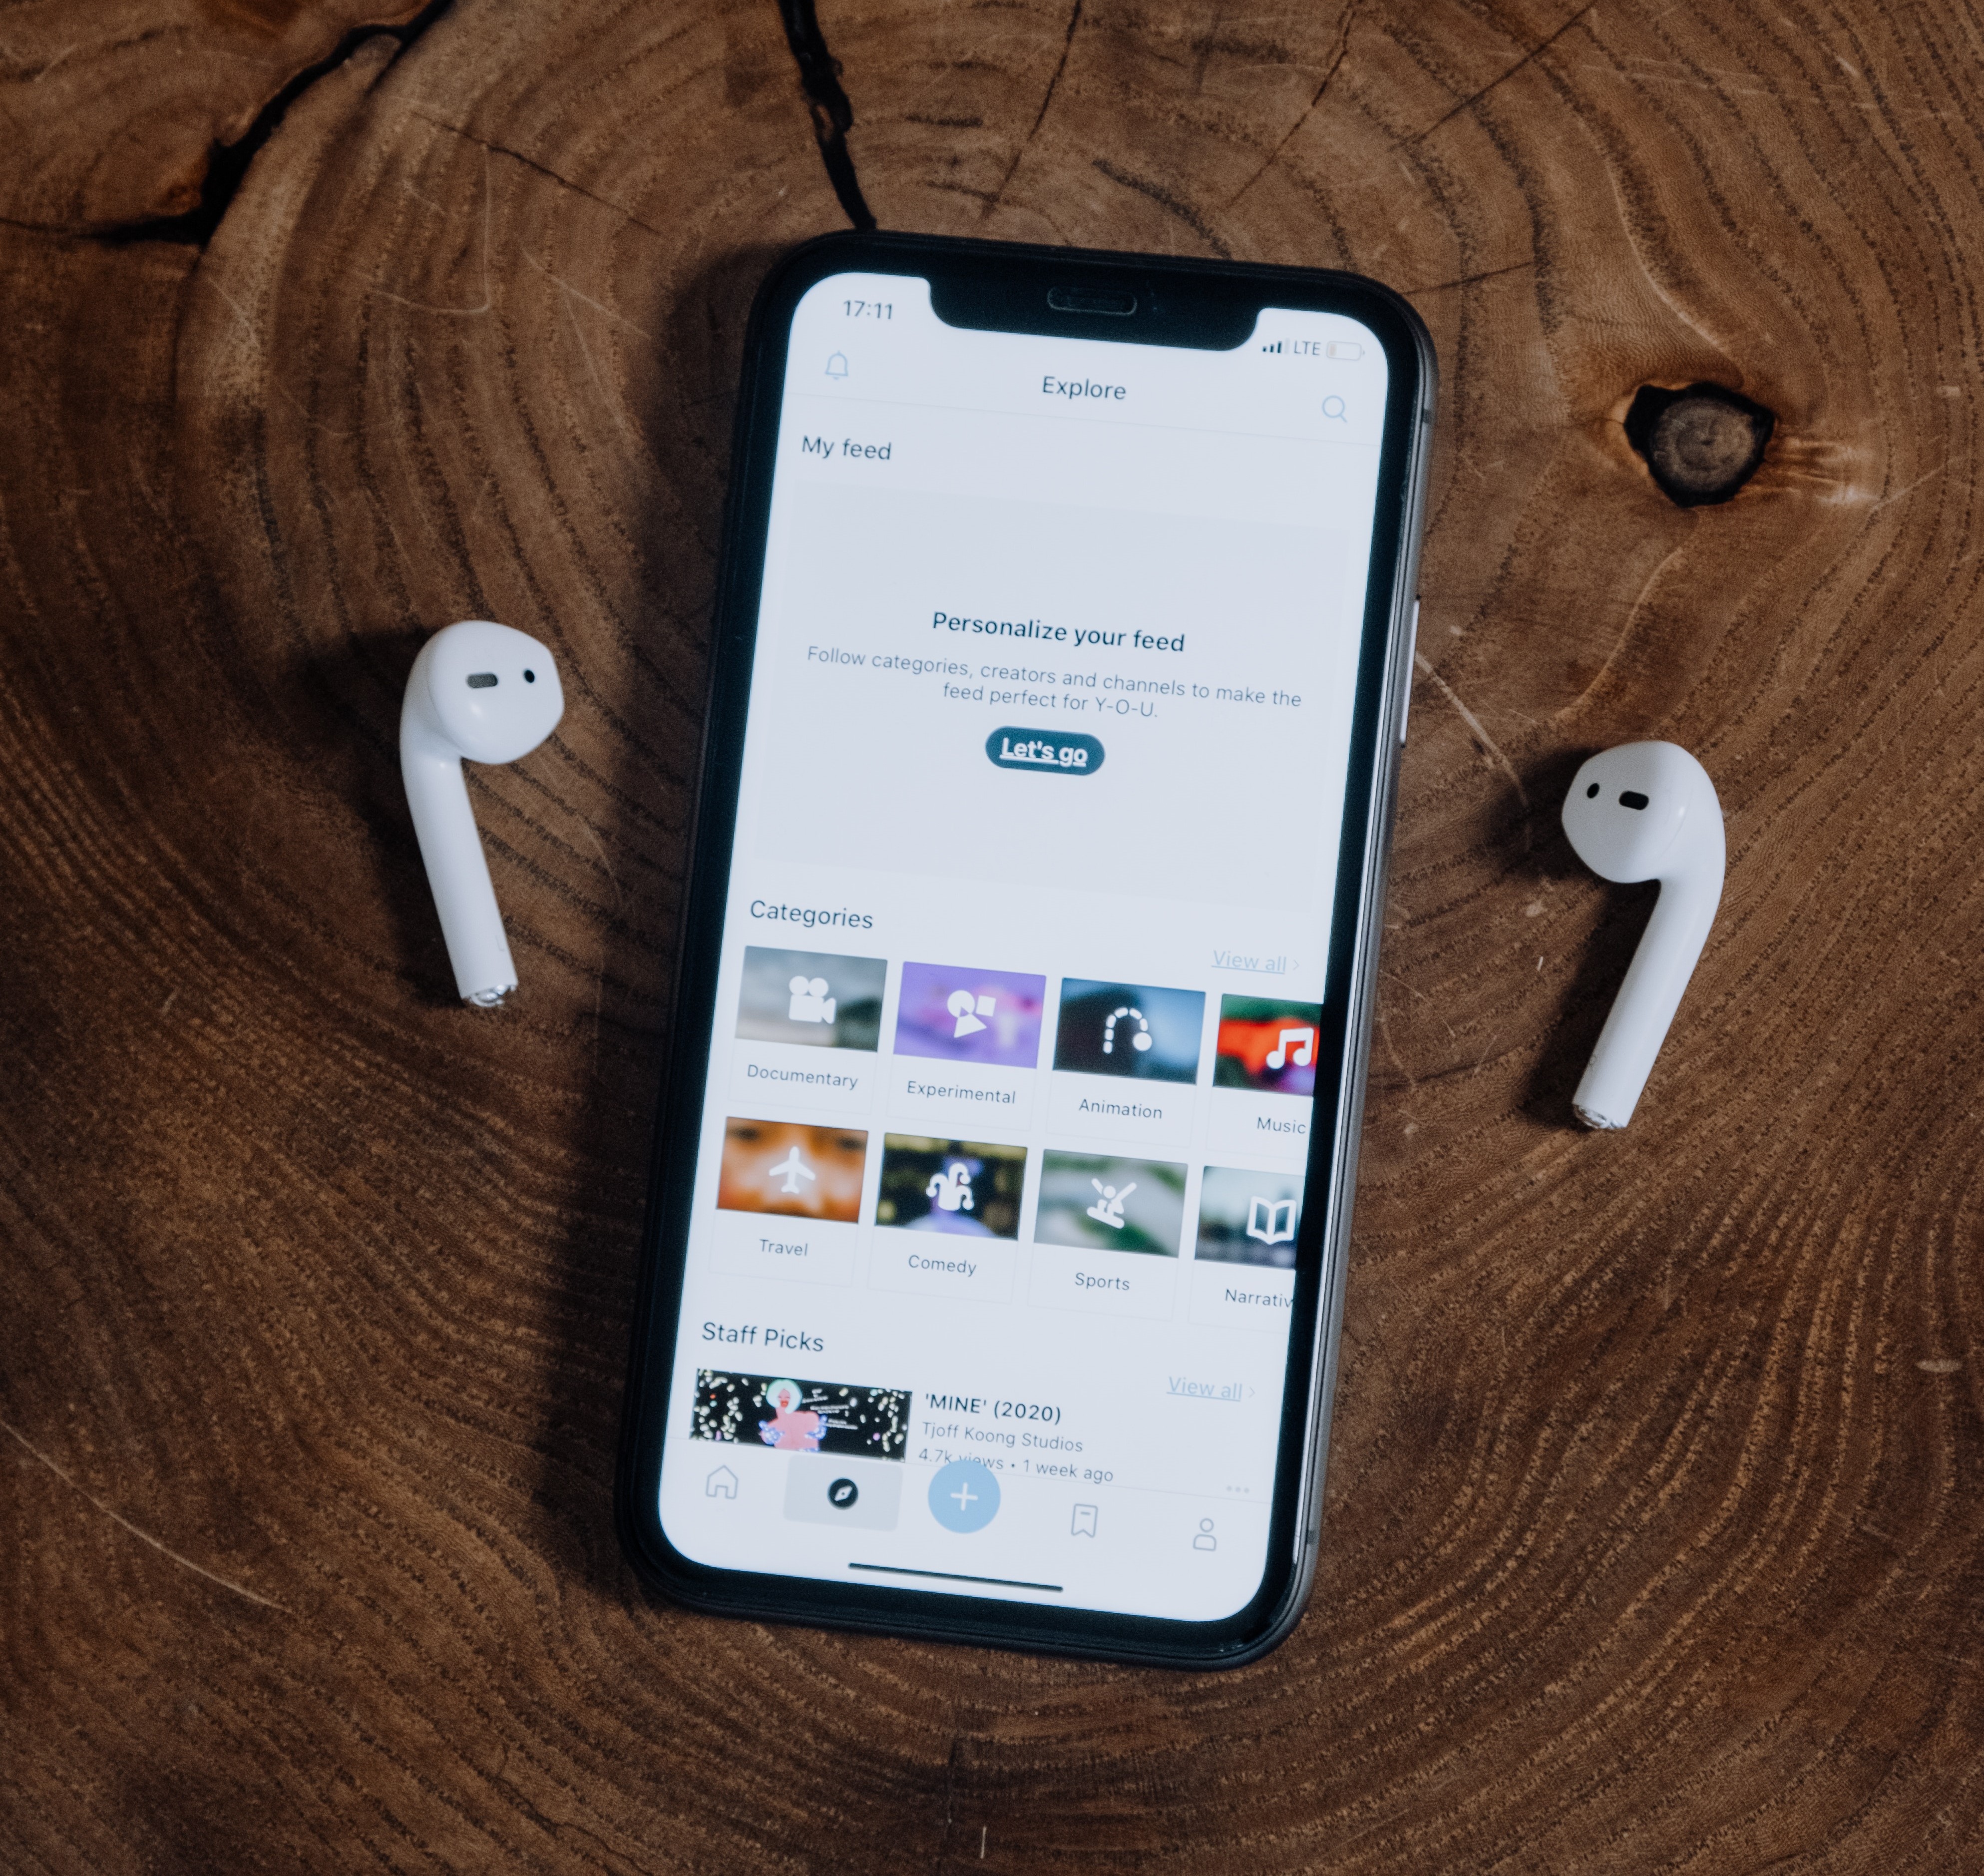 17:11
LTE
Explore
My feed
Personalize your feed
Follow categories, creators and channels to make the
feed perfect for Y-O-U.
Let's go
Categories
View all
Documentary
Experimental
Animation
Music
Travel
Comedy
Sports
Narrativ
Staff Picks
View all
'MINE' (2020)
Tjoff Koong Studios
4.7k views • 1 week ago